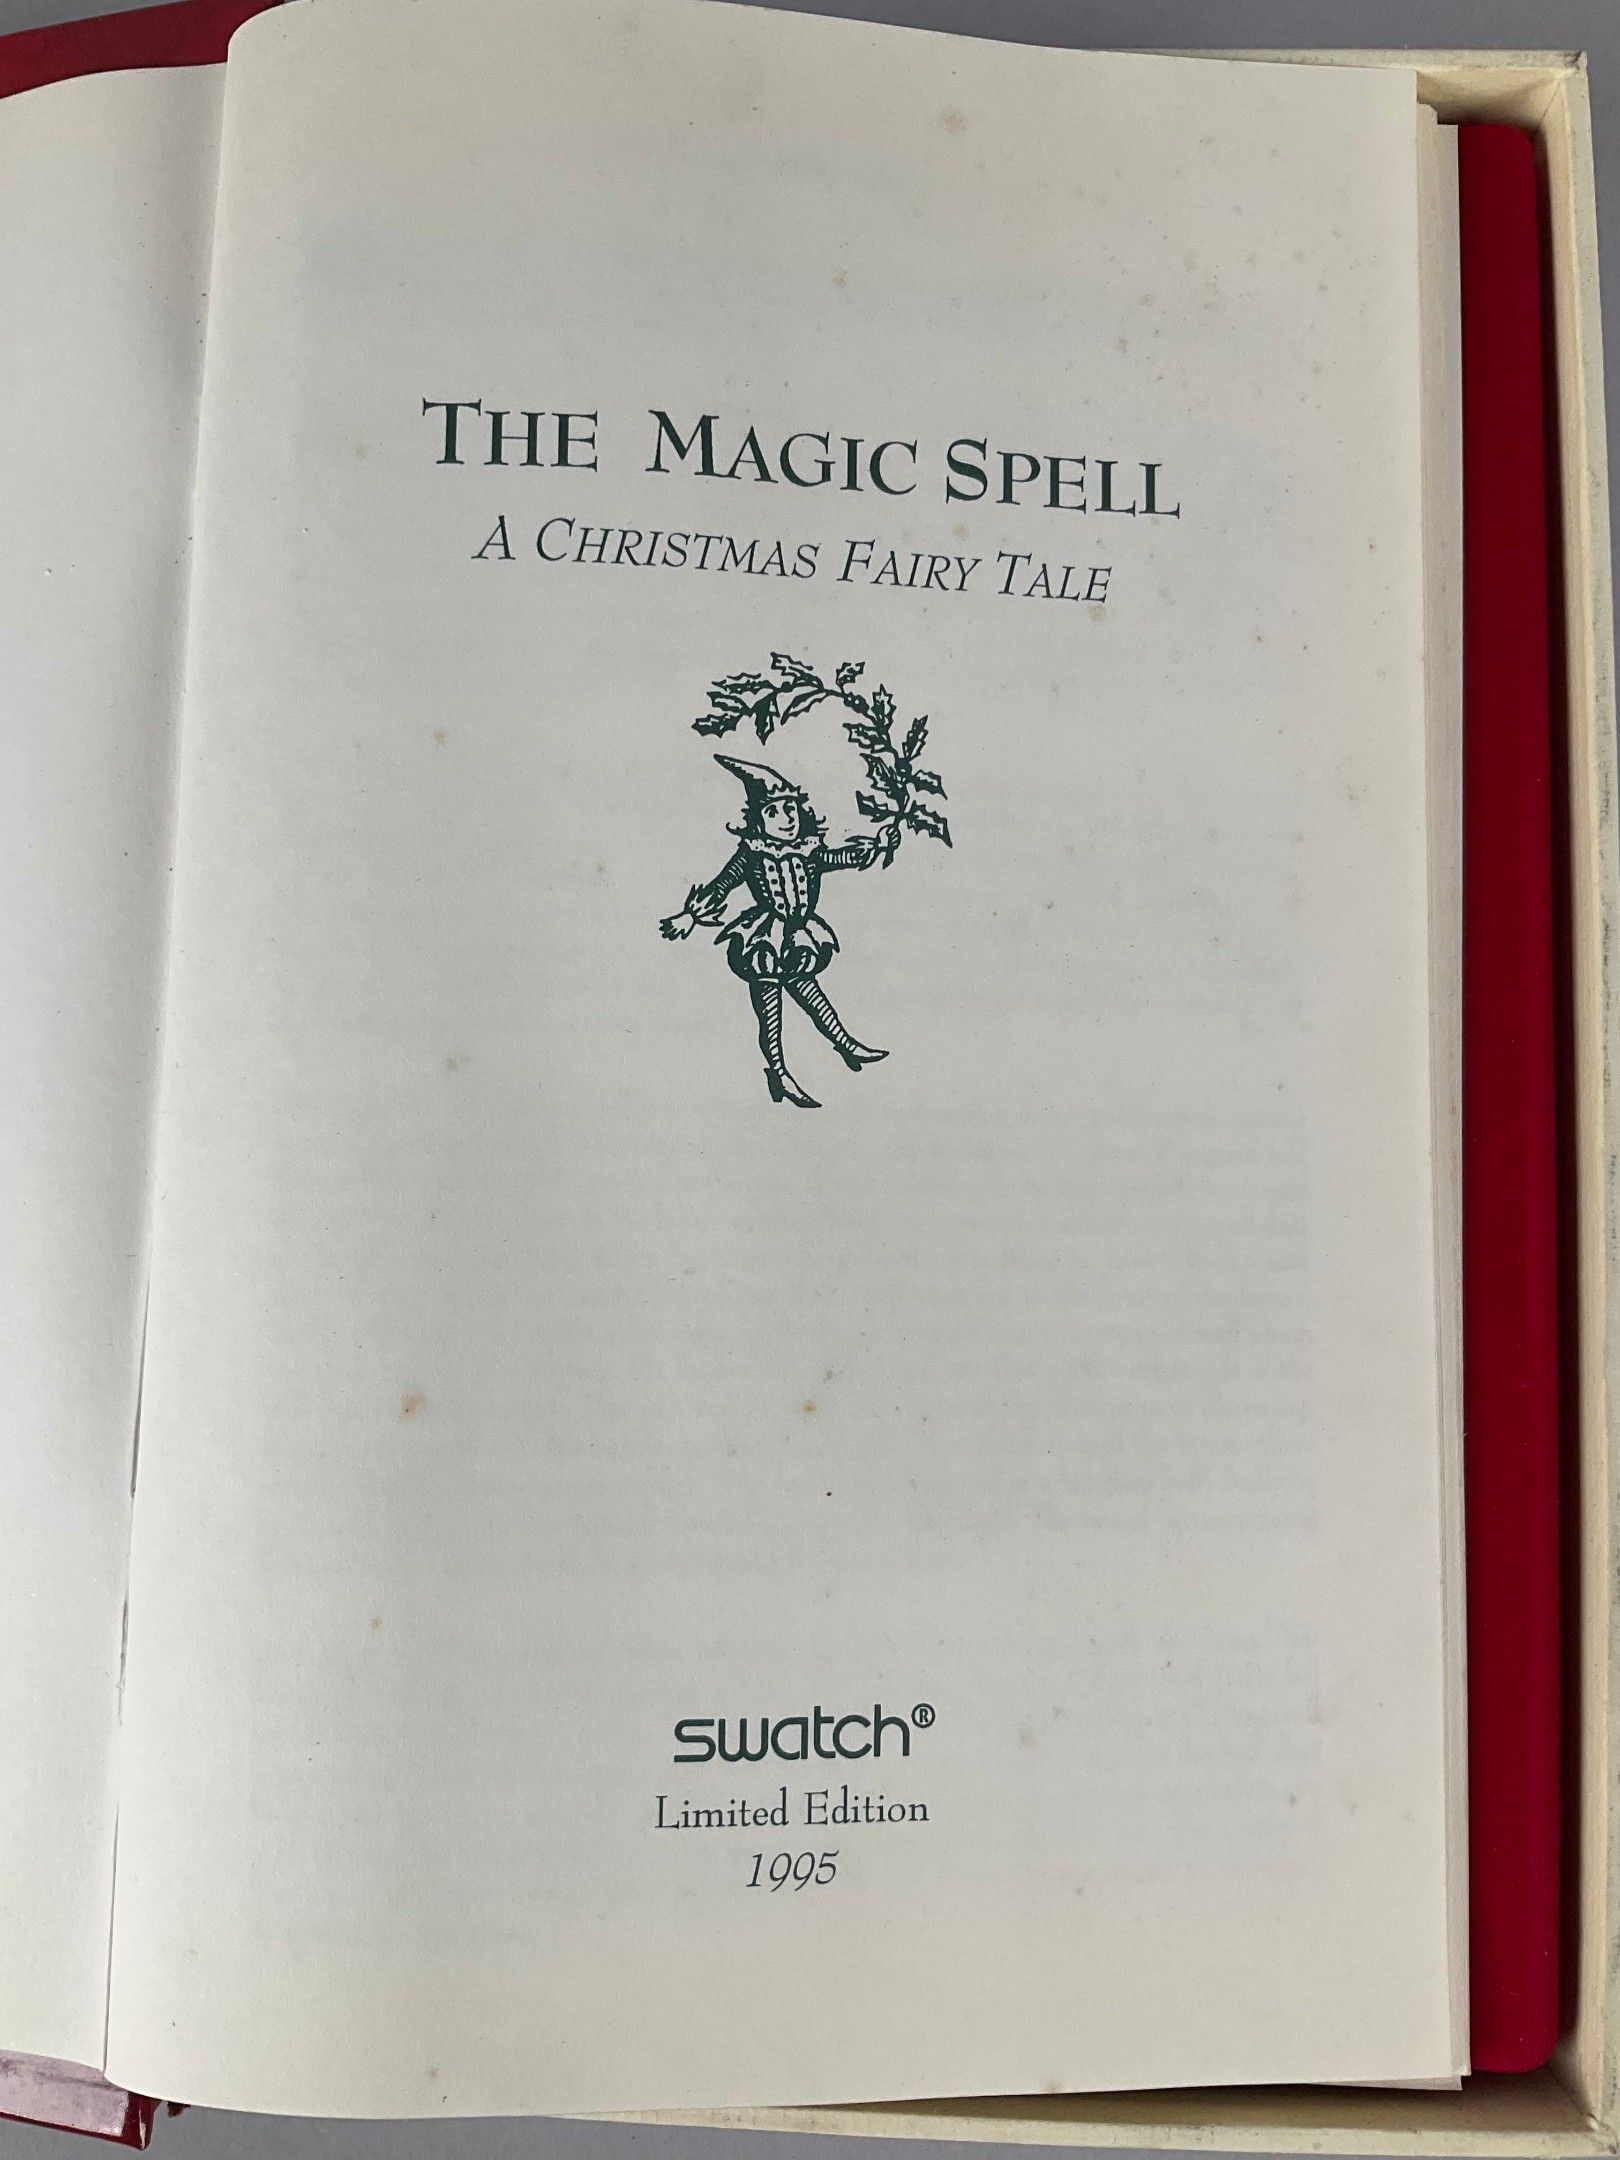 THE MAGIC SPELL
A CHRISTMAS FAIRY TALE
swatch®
Limited Edition
1995